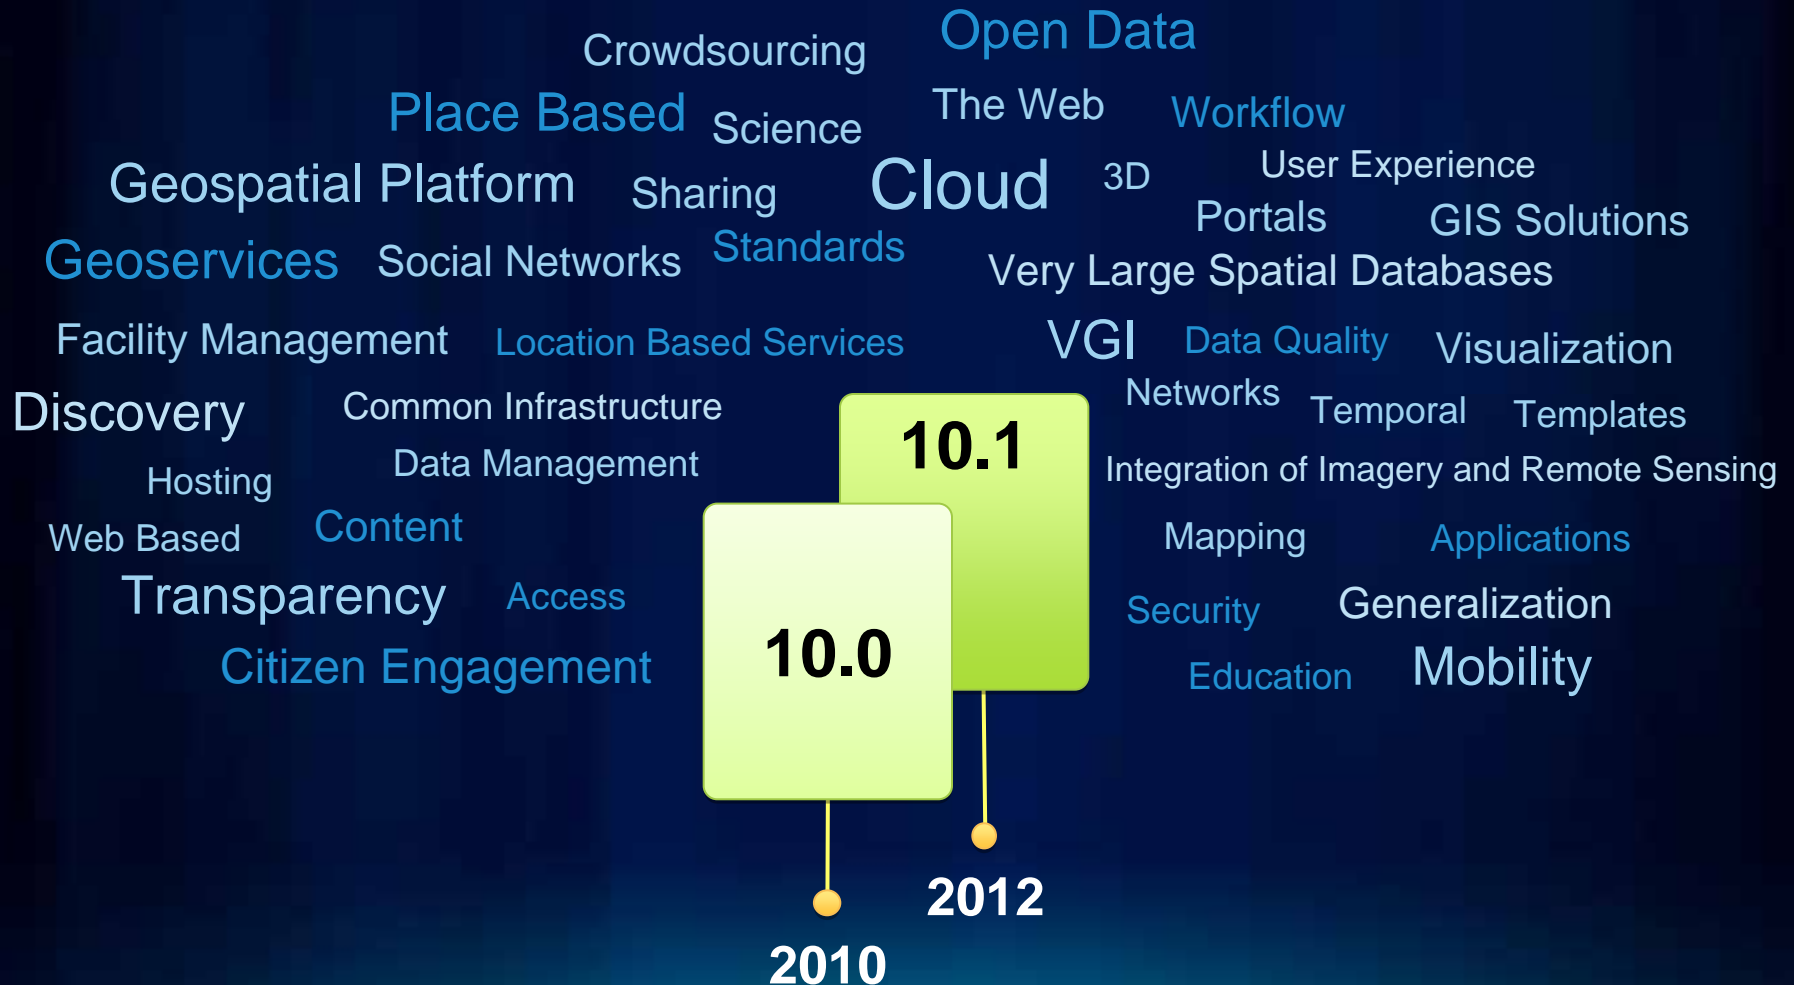 Open Data
Crowdsourcing
Place Based
Science
The Web
Workflow
Geospatial Platform
Sharing
Cloud
3D
User Experience
Portals
GIS Solutions
Geoservices
Social Networks
Standards
Very Large Spatial Databases
Facility Management
Location Based Services
VGI
Data Quality
Visualization
Discovery
Common Infrastructure
Networks
Temporal
Templates
10.1
Hosting
Data Management
Integration of Imagery and Remote Sensing
Web Based
Content
Mapping
Applications
Transparency
Access
Security
Generalization
Citizen Engagement
10.0
Education
Mobility
2012
2010